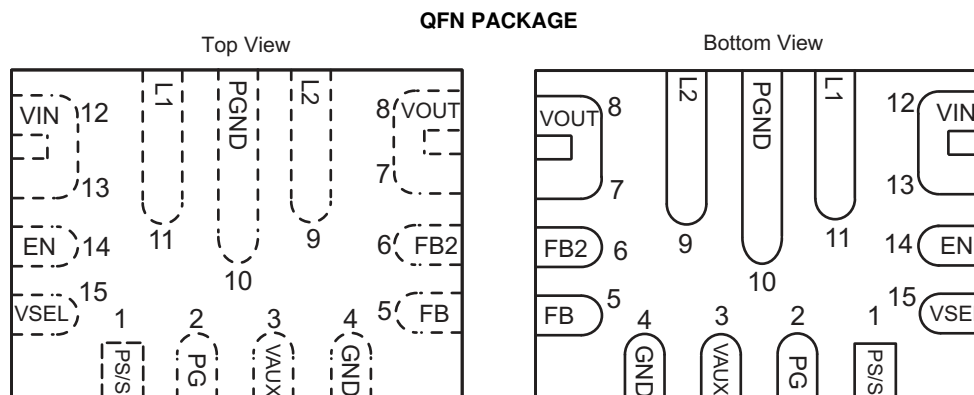 QFN PACKAGE
Top View
L1
PGND
L2
VIN
12
8
VOUT
13
7
11
9
EN
14
6
FB2
10
15
VSEL
5
FB
1
2
3
4
PS/S
PG
VAUX
GND
Bottom View
L2
PGND
L1
VOUT
8
12
VIN
7
13
9
11
FB2
6
14
EN
10
FB
5
15
VSEL
4
3
2
1
GND
VAUX
PG
PS/S